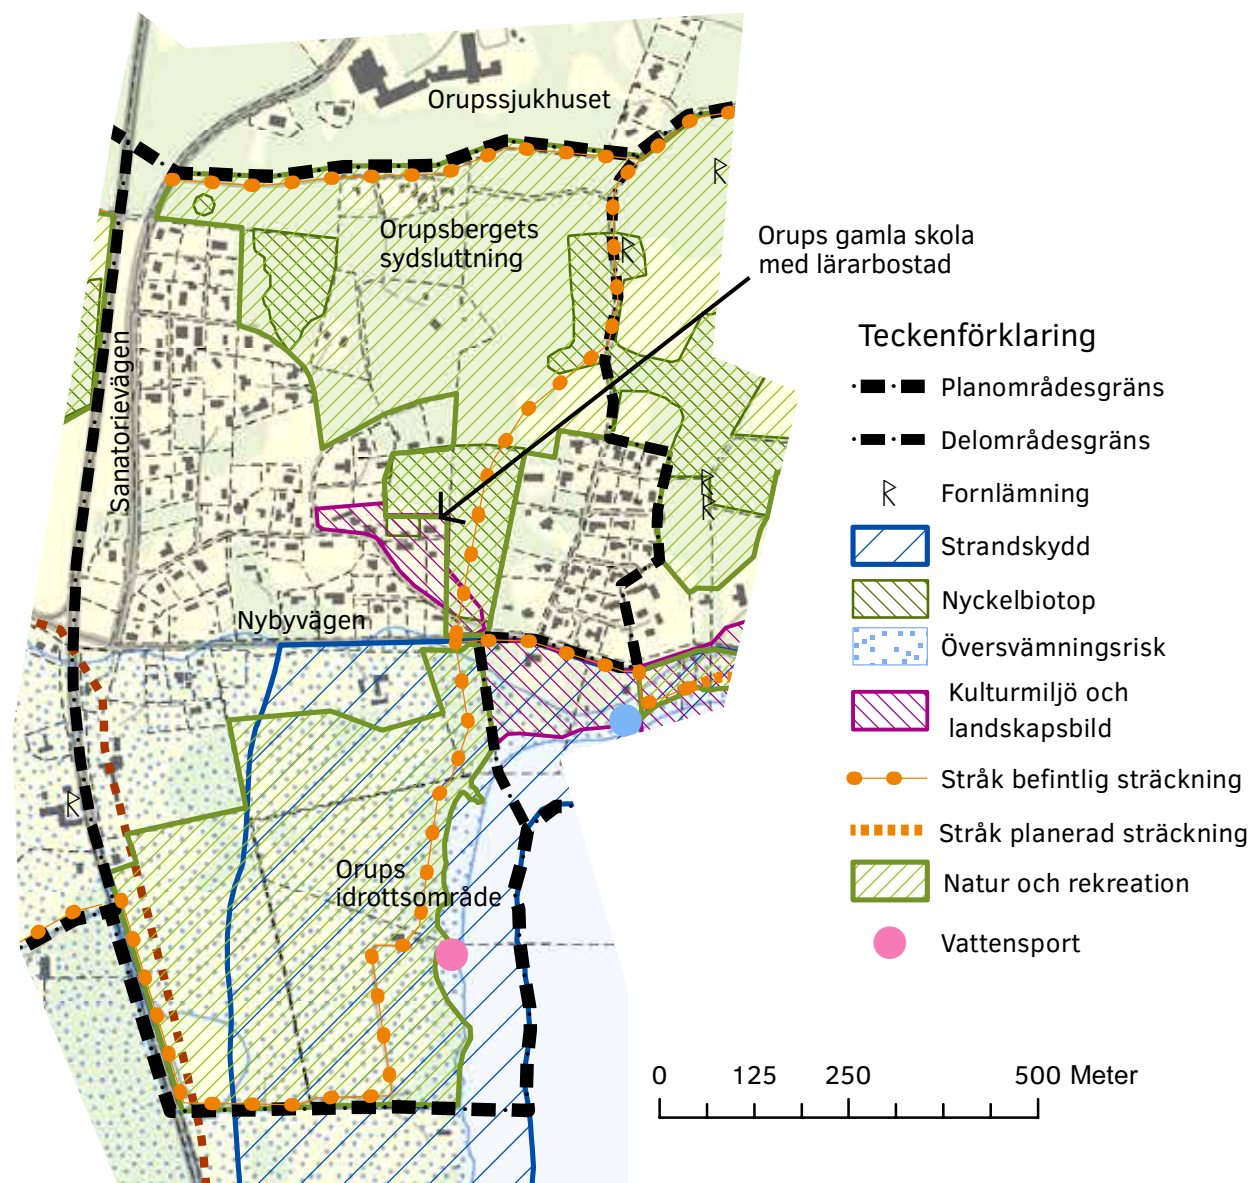 Orupssjukhuset
Orupsbergets
sydsluttning
Orups gamla skola
med lärarbostad
Sanatorievägen
Nybyvägen
Orups
idrottsområde
Teckenförklaring
Planområdesgräns
Delområdesgräns
Fornlämning
Strandskydd
Nyckelbiotop
Översvämningsrisk
Kulturmiljö och
landskapsbild
Stråk befintlig sträckning
Stråk planerad sträckning
Natur och rekreation
Vattensport
0 125 250 500 Meter